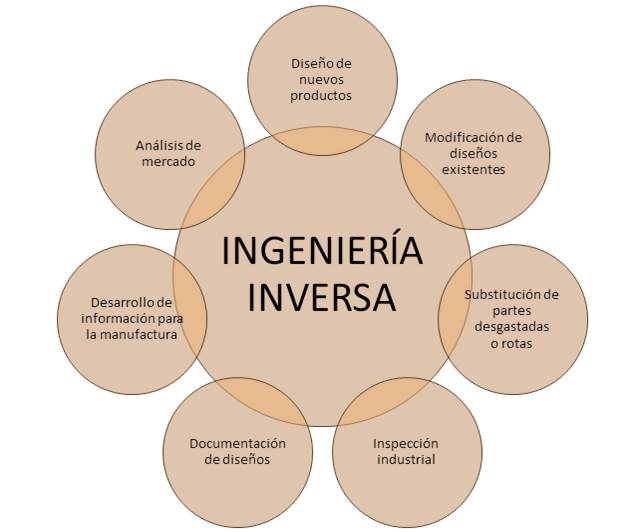 Diseño de
nuevos
productos
Análisis de
mercado
Modificación de
diseños
existentes
INGENIERÍA
INVERSA
Desarrollo de
información para
la manufactura
Substitución de
partes
desgastadas
o rotas
Documentación
de diseños
Inspección
industrial